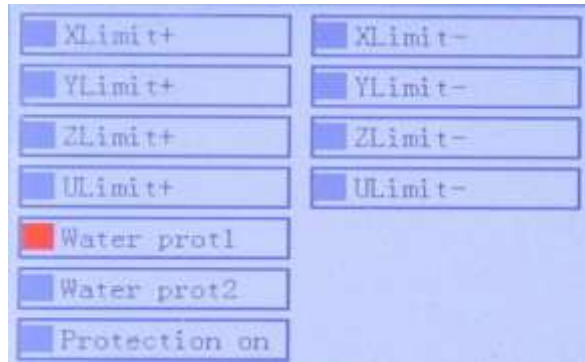 XLimit+ XLimit-
YLimit+ YLimit-
ZLimit+ ZLimit-
ULimit+ ULimit-
Water prot1
Water prot2
Protection on